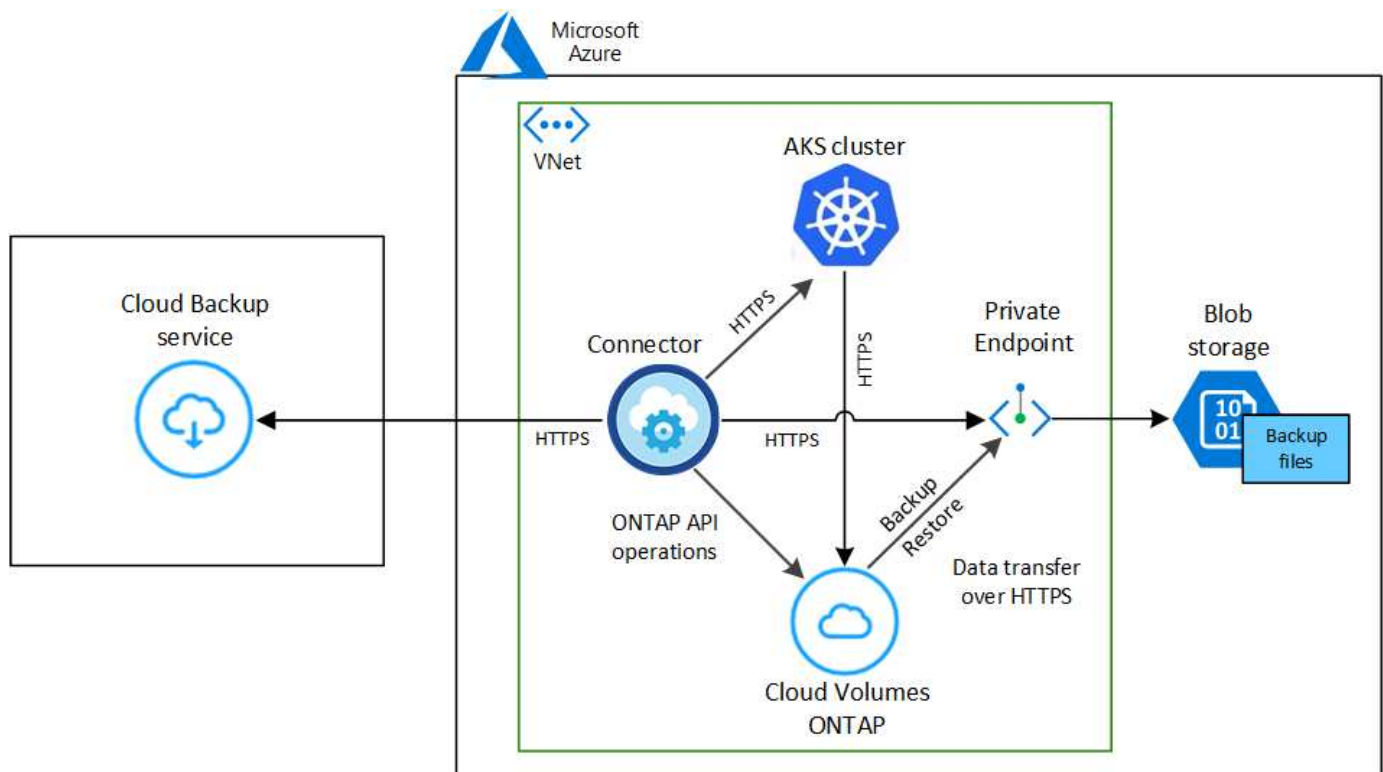 Microsoft
Azure
VNet
AKS cluster
Cloud Backup
service
Connector
HTTPS
HTTPS
Private
Endpoint
Blob
storage
10
01
Backup
files
HTTPS
HTTPS
ONTAP API
operations
Backup
Restore
Data transfer
over HTTPS
Cloud Volumes
ONTAP